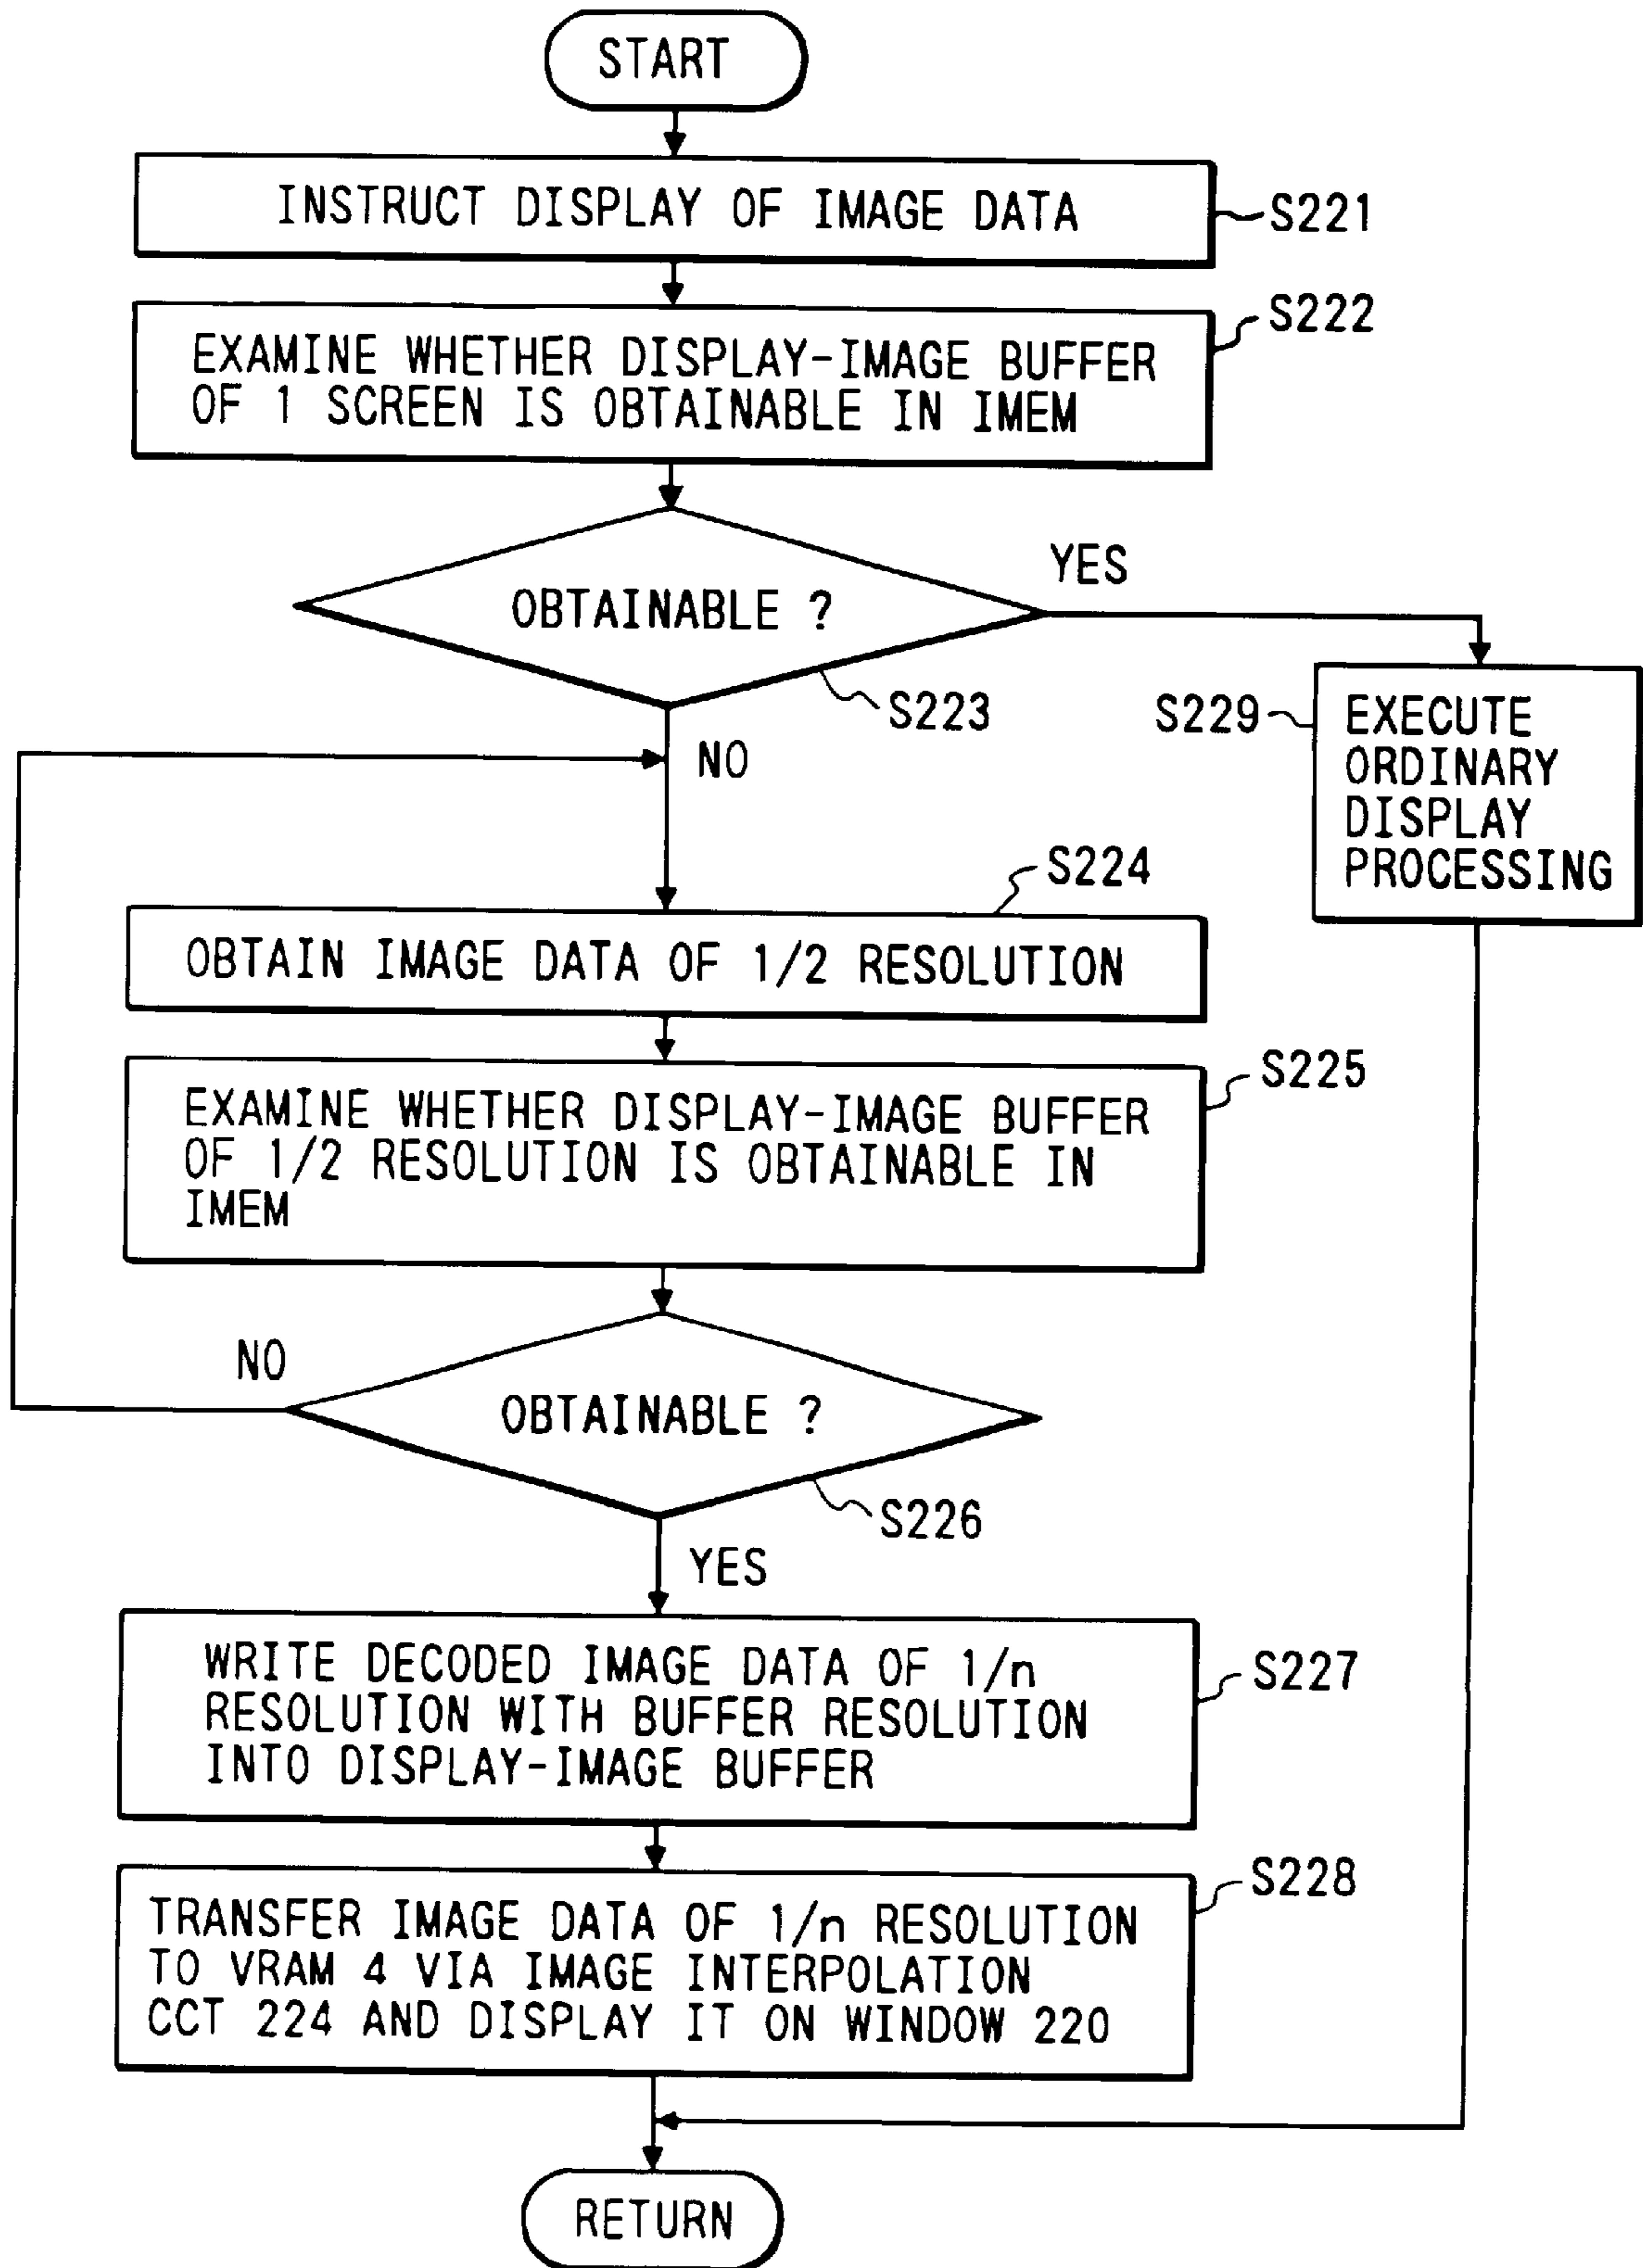 START
INSTRUCT DISPLAY OF IMAGE DATA
S221
S222
EXAMINE WHETHER DISPLAY-IMAGE BUFFER
OF 1 SCREEN IS OBTAINABLE IN IMEM
YES
OBTAINABLE ?
S223
NO
S229
EXECUTE
ORDINARY
DISPLAY
PROCESSING
S224
OBTAIN IMAGE DATA OF 1/2 RESOLUTION
S225
EXAMINE WHETHER DISPLAY-IMAGE BUFFER
OF 1/2 RESOLUTION IS OBTAINABLE IN
IMEM
NO
OBTAINABLE ?
S226
YES
WRITE DECODED IMAGE DATA OF 1/n
RESOLUTION WITH BUFFER RESOLUTION
INTO DISPLAY-IMAGE BUFFER
S227
S228
TRANSFER IMAGE DATA OF 1/n RESOLUTION
TO VRAM 4 VIA IMAGE INTERPOLATION
CCT 224 AND DISPLAY IT ON WINDOW 220
RETURN